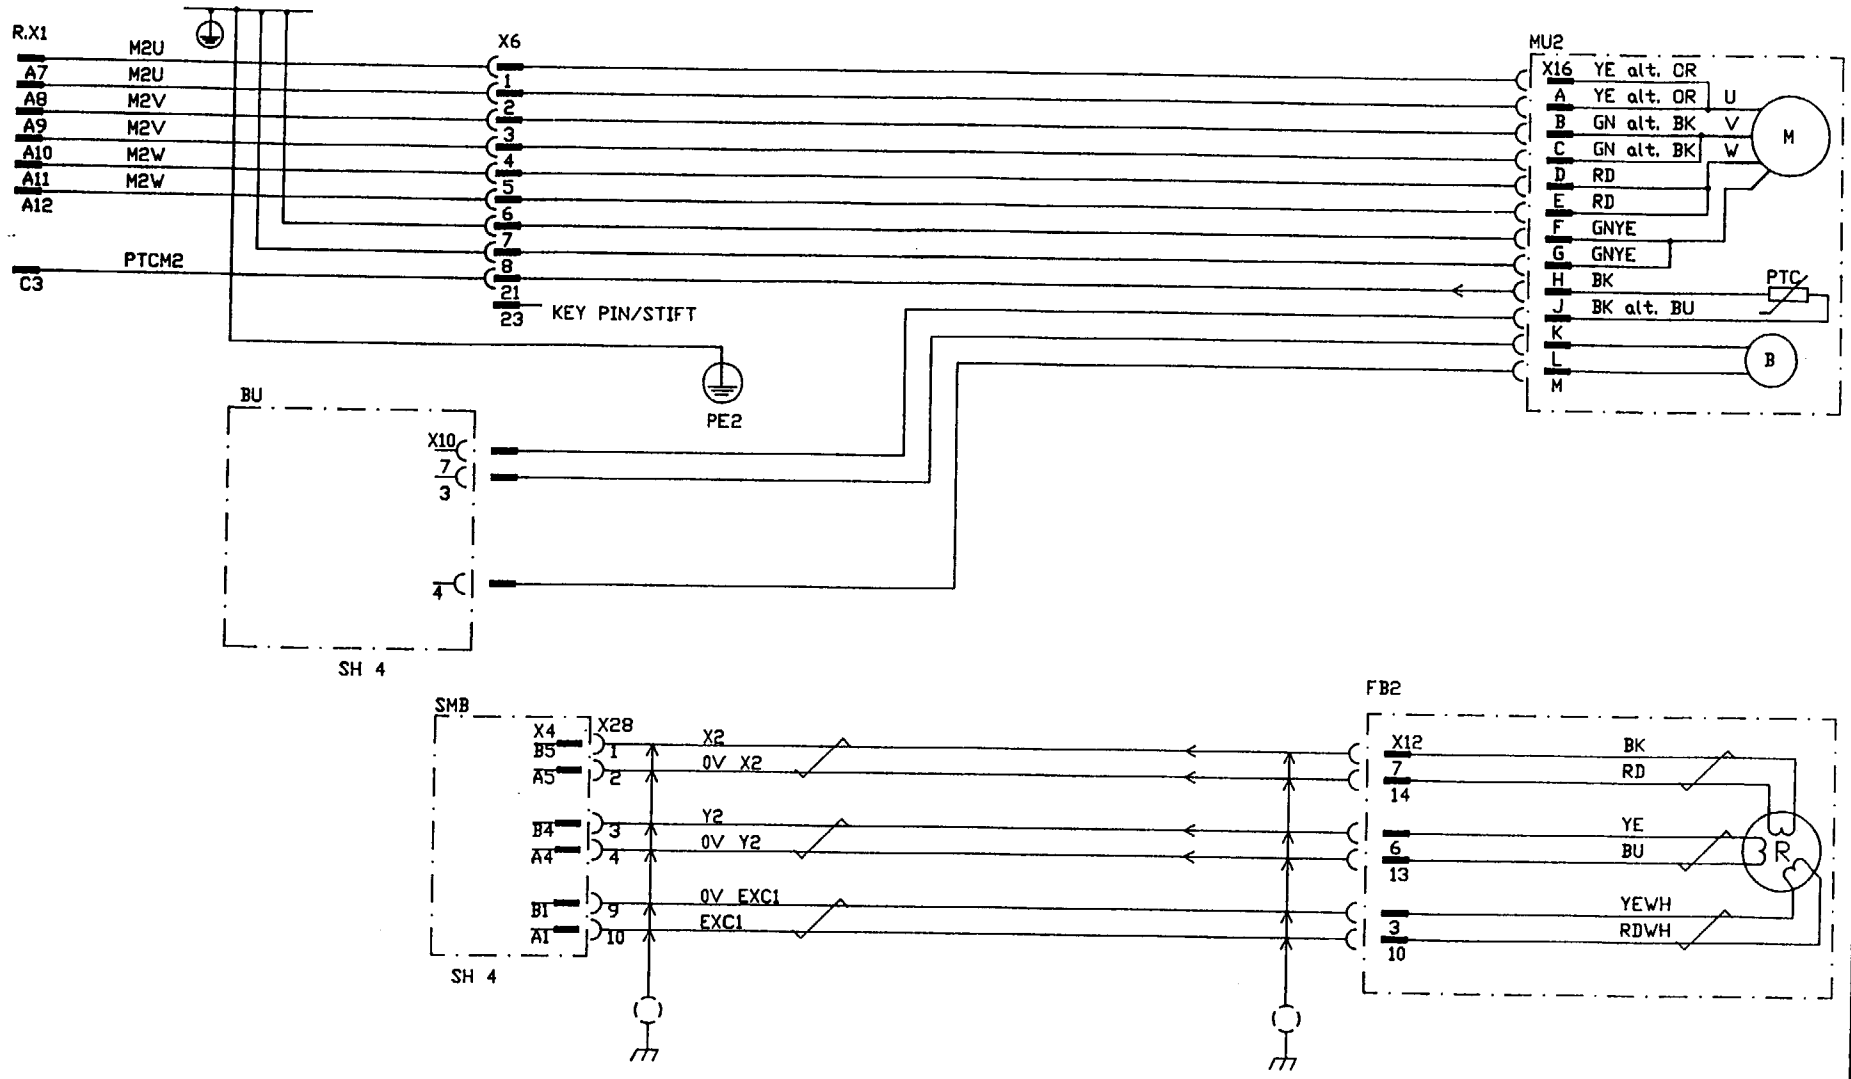 R.X1
X6
MU2
M2U
A7
M2U
A8
M2V
A9
M2V
A10
M2W
A11
M2W
A12
PTCM2
C3
1
2
3
4
5
6
7
8
21
23
KEY PIN/STIFT
X16
YE alt. OR
A
YE alt. OR
U
B
GN alt. BK
V
C
GN alt. BK
W
M
D
RD
E
RD
F
GNYE
G
GNYE
H
BK
PTC
J
BK alt. BU
K
L
B
M
PE2
BU
X10
7
3
4
SH 4
SMB
X4
X28
B5
1
X2
A5
2
0V X2
B4
3
Y2
A4
4
0V Y2
B1
9
0V EXC1
A1
10
EXC1
SH 4
FB2
X12
BK
7
RD
14
YE
6
BU
13
R
YEWH
3
RDWH
10